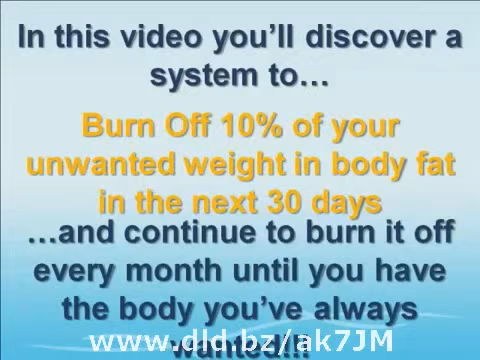 In this video you'll discover a
system to...
Burn Off 10% of your
unwanted weight in body fat
in the next 30 days
...and continue to burn it off
every month until you have
the body you've always
wanted!!!
www.dld.bz/ak7JM